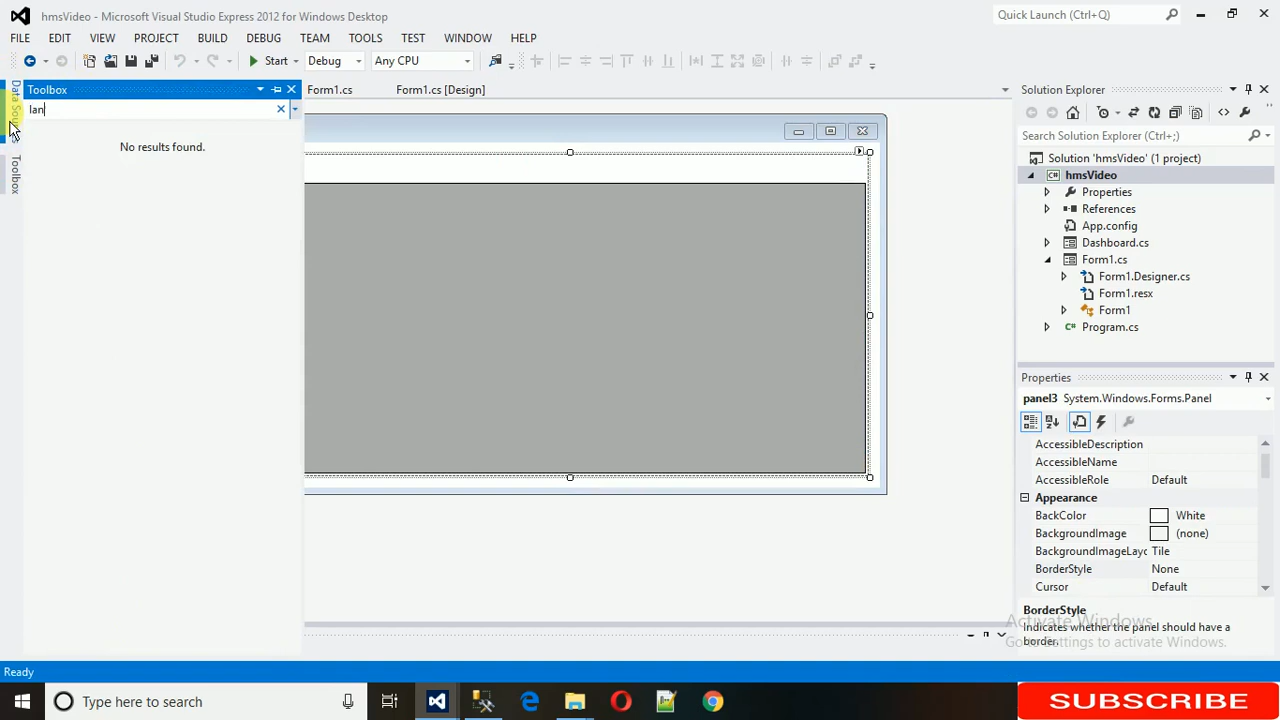 hmsVideo - Microsoft Visual Studio Express 2012 for Windows Desktop
Quick Launch (Ctrl+Q)
FILE EDIT VIEW PROJECT BUILD DEBUG TEAM TOOLS TEST WINDOW HELP
Start Debug Any CPU
Toolbox
Form1.cs Form1.cs [Design]
Solution Explorer
lan
Data Sour
Toolbox
No results found.
Search Solution Explorer (Ctrl+;)
Solution 'hmsVideo' (1 project)
hmsVideo
Properties
References
App.config
Dashboard.cs
Form1.cs
Form1.Designer.cs
Form1.resx
Form1
Program.cs
Properties
panel3 System.Windows.Forms.Panel
AccessibleDescription
AccessibleName
AccessibleRole Default
Appearance
BackColor White
BackgroundImage (none)
BackgroundImageLayc Tile
BorderStyle None
Cursor Default
BorderStyle
Indicates whether the panel should have a
border.
Activate Windows
Go to Settings to activate Windows.
Ready
Type here to search
SUBSCRIBE